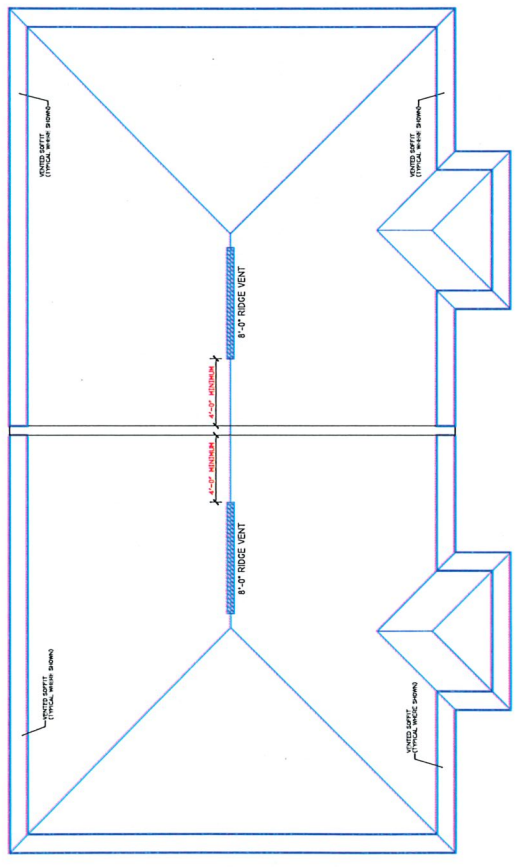 VENTED SOFFIT
(TYPICAL WHERE SHOWN)
VENTED SOFFIT
(TYPICAL WHERE SHOWN)
8'-0" RIDGE VENT
4'-0" MINIMUM
4'-0" MINIMUM
8'-0" RIDGE VENT
VENTED SOFFIT
(TYPICAL WHERE SHOWN)
VENTED SOFFIT
(TYPICAL WHERE SHOWN)